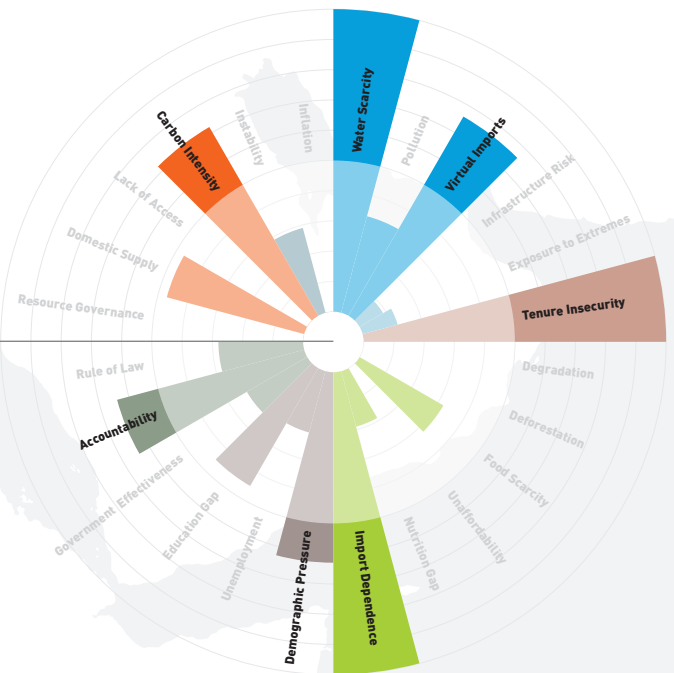 Water Scarcity
Pollution
Virtual Imports
Infrastructure Risk
Exposure to Extremes
Tenure Insecurity
Degradation
Deforestation
Food Scarcity
Unaffordability
Nutrition Gap
Import Dependence
Demographic Pressure
Unemployment
Education Gap
Government Effectiveness
Accountability
Rule of Law
Resource Governance
Domestic Supply
Lack of Access
Carbon Intensity
Instability
Inflation